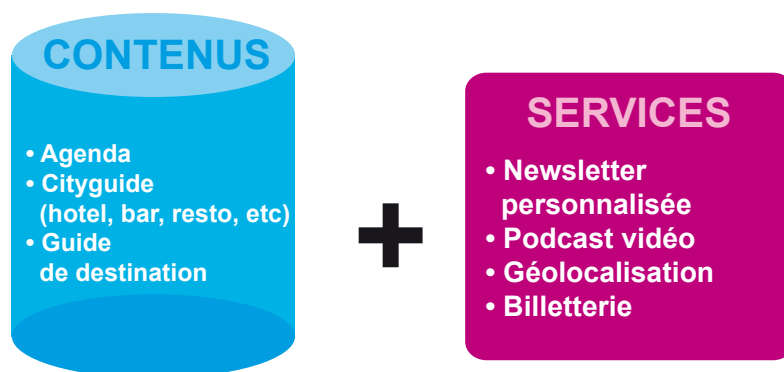 CONTENUS
• Agenda
• Cityguide
(hotel, bar, resto, etc)
• Guide
de destination
+
SERVICES
• Newsletter
personnalisée
• Podcast vidéo
• Géolocalisation
• Billetterie